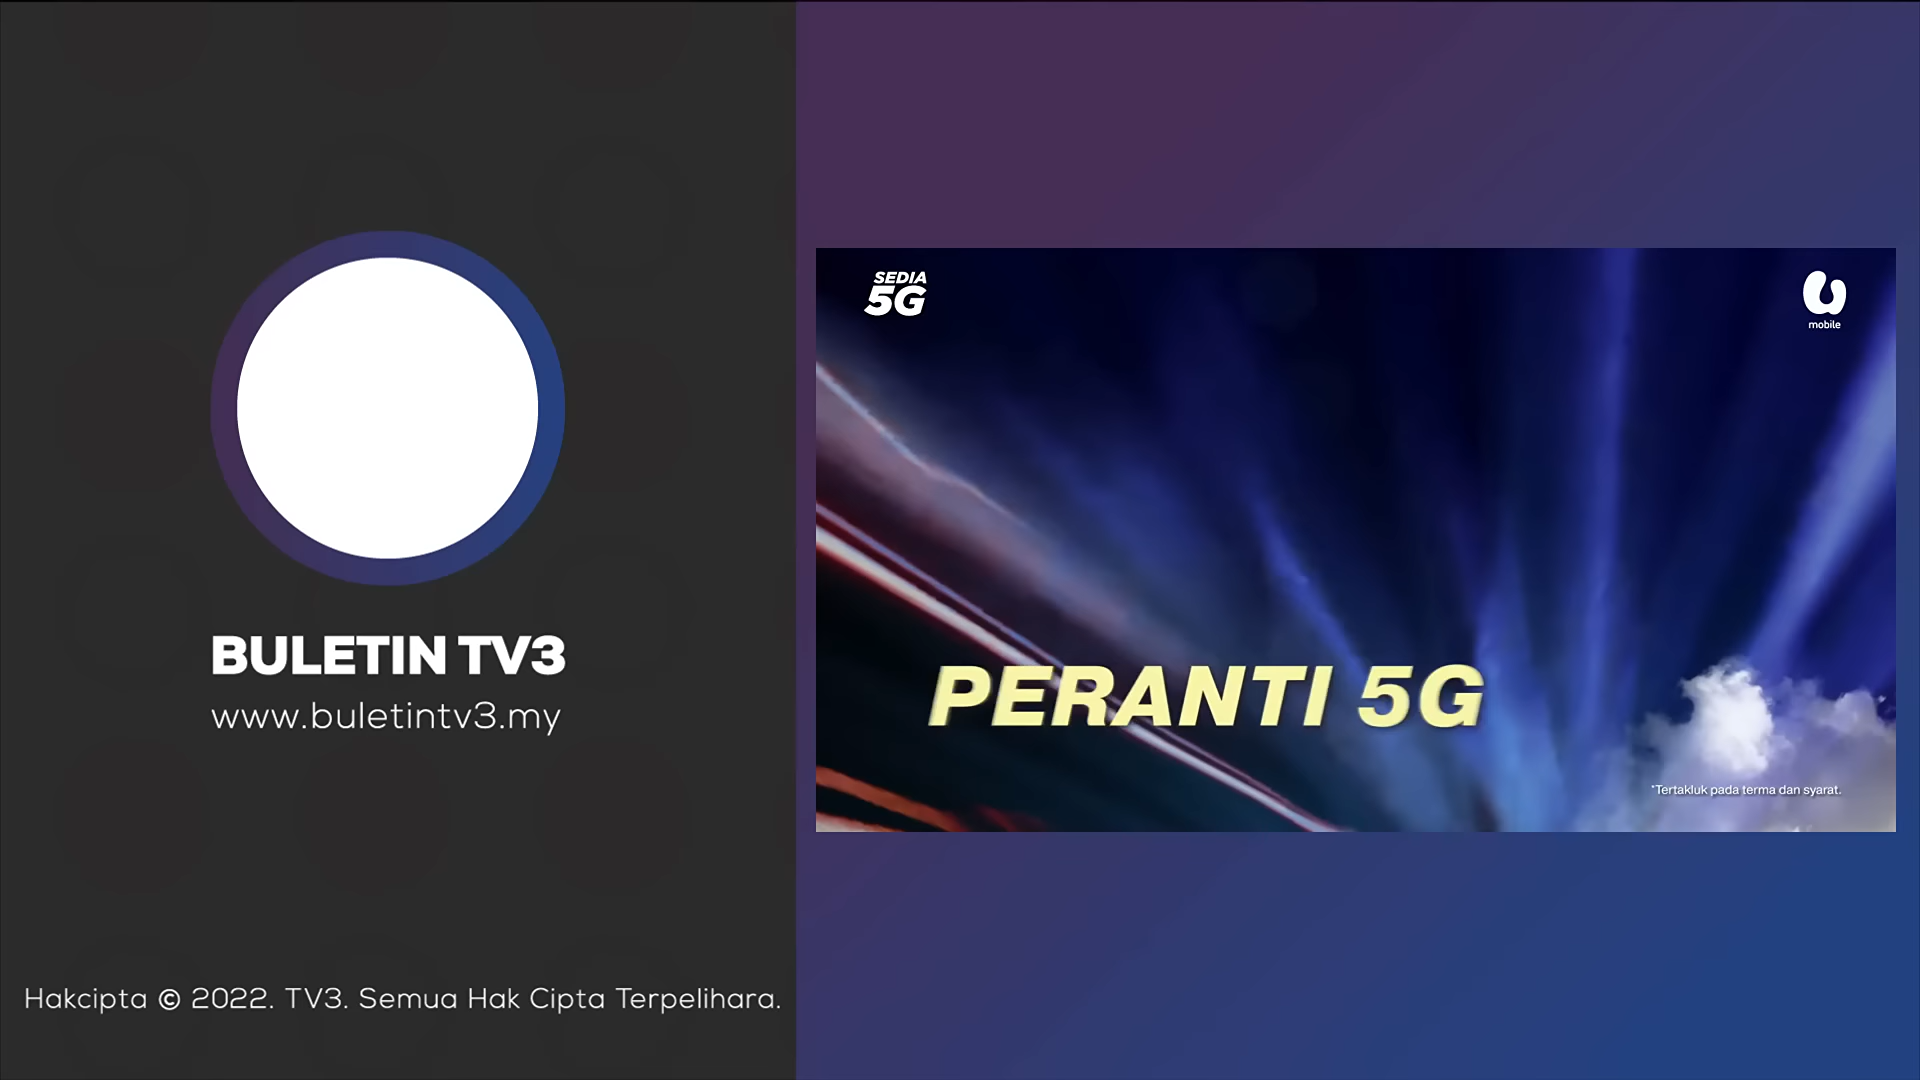 BULETIN TV3
www.buletintv3.my
Hakcipta © 2022. TV3. Semua Hak Cipta Terpelihara.
SEDIA
5G
mobile
PERANTI 5G
*Tertakluk pada terma dan syarat.